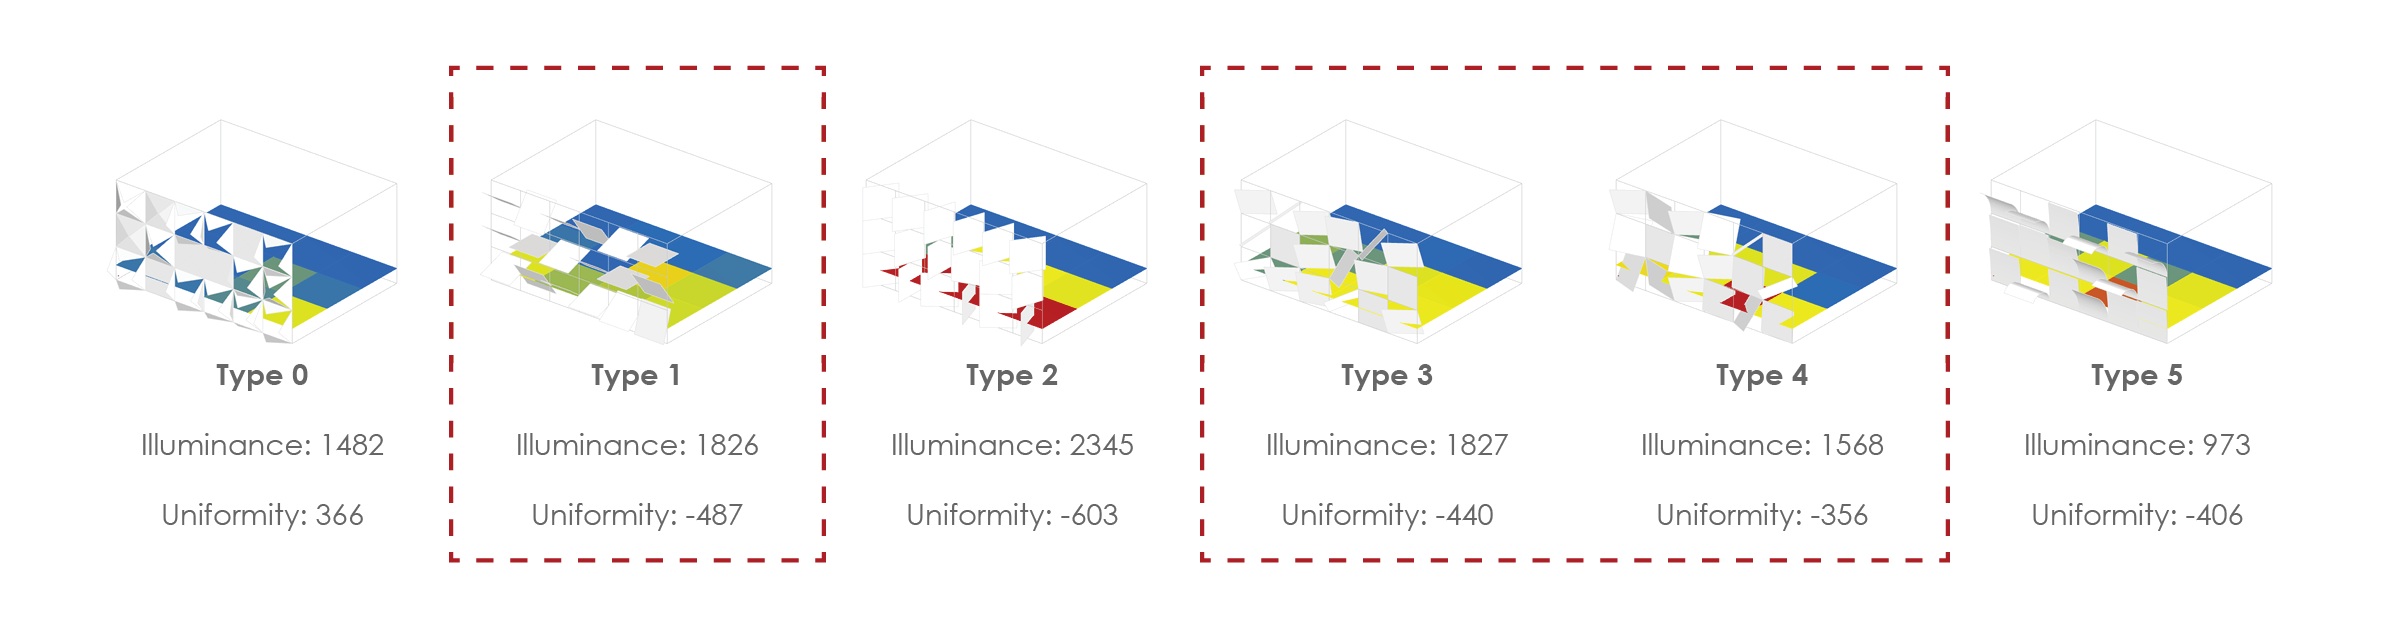 Type 0
Illuminance: 1482
Uniformity: 366
Type 1
Illuminance: 1826
Uniformity: -487
Type 2
Illuminance: 2345
Uniformity: -603
Type 3
Illuminance: 1827
Uniformity: -440
Type 4
Illuminance: 1568
Uniformity: -356
Type 5
Illuminance: 973
Uniformity: -406